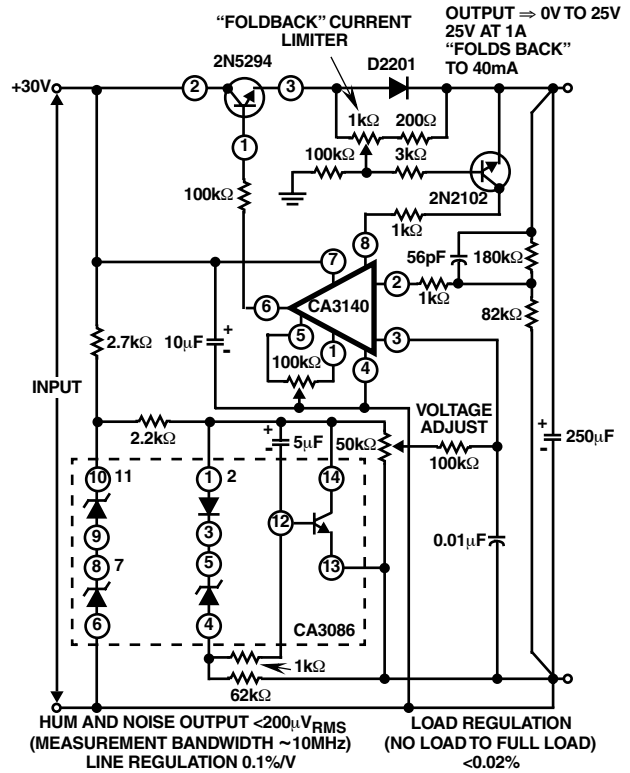 "FOLDBACK" CURRENT
LIMITER
OUTPUT ⇒ 0V TO 25V
25V AT 1A
"FOLDS BACK"
TO 40mA
2N5294
D2201
+30V
2
3
1kΩ
200Ω
1
100kΩ
3kΩ
100kΩ
2N2102
1kΩ
8
56pF
180kΩ
7
2
6
CA3140
1kΩ
82kΩ
5
3
2.7kΩ
10μF
+
-
1
100kΩ
4
INPUT
VOLTAGE
ADJUST
2.2kΩ
+
-
5μF
50kΩ
100kΩ
+
-
250μF
10
11
1
2
14
9
3
12
0.01μF
8
7
5
13
6
4
CA3086
1kΩ
62kΩ
HUM AND NOISE OUTPUT <200μVRMS
(MEASUREMENT BANDWIDTH ~10MHz)
LINE REGULATION 0.1%/V
LOAD REGULATION
(NO LOAD TO FULL LOAD)
<0.02%